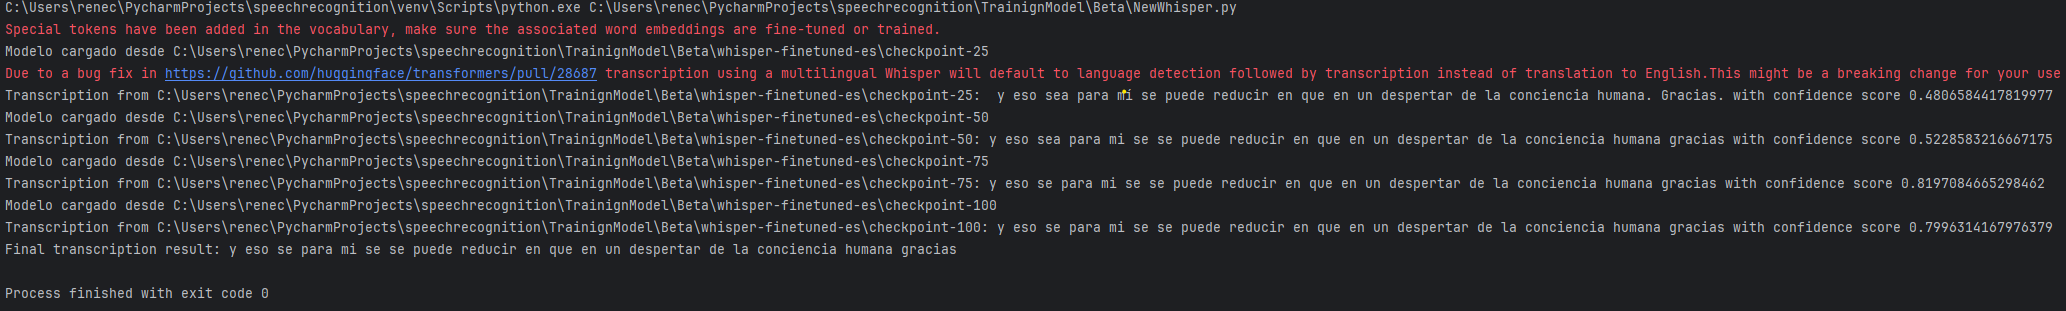 C:\Users\renec\PycharmProjects\speechrecognition\venv\Scripts\python.exe C:\Users\renec\PycharmProjects\speechrecognition\TrainignModel\Beta\NewWhisper.py
Special tokens have been added in the vocabulary, make sure the associated word embeddings are fine-tuned or trained.
Modelo cargado desde C:\Users\renec\PycharmProjects\speechrecognition\TrainignModel\Beta\whisper-finetuned-es\checkpoint-25
Due to a bug fix in https://github.com/huggingface/transformers/pull/28687 transcription using a multilingual Whisper will default to language detection followed by transcription instead of translation to English.This might be a breaking change for your use
Transcription from C:\Users\renec\PycharmProjects\speechrecognition\TrainignModel\Beta\whisper-finetuned-es\checkpoint-25:  y eso sea para mi se puede reducir en que en un despertar de la conciencia humana. Gracias. with confidence score 0.4806584417819977
Modelo cargado desde C:\Users\renec\PycharmProjects\speechrecognition\TrainignModel\Beta\whisper-finetuned-es\checkpoint-50
Transcription from C:\Users\renec\PycharmProjects\speechrecognition\TrainignModel\Beta\whisper-finetuned-es\checkpoint-50: y eso sea para mi se se puede reducir en que en un despertar de la conciencia humana gracias with confidence score 0.5228583216667175
Modelo cargado desde C:\Users\renec\PycharmProjects\speechrecognition\TrainignModel\Beta\whisper-finetuned-es\checkpoint-75
Transcription from C:\Users\renec\PycharmProjects\speechrecognition\TrainignModel\Beta\whisper-finetuned-es\checkpoint-75: y eso se para mi se se puede reducir en que en un despertar de la conciencia humana gracias with confidence score 0.8197084665298462
Modelo cargado desde C:\Users\renec\PycharmProjects\speechrecognition\TrainignModel\Beta\whisper-finetuned-es\checkpoint-100
Transcription from C:\Users\renec\PycharmProjects\speechrecognition\TrainignModel\Beta\whisper-finetuned-es\checkpoint-100: y eso se para mi se se puede reducir en que en un despertar de la conciencia humana gracias with confidence score 0.7996314167976379
Final transcription result: y eso se para mi se se puede reducir en que en un despertar de la conciencia humana gracias
Process finished with exit code 0